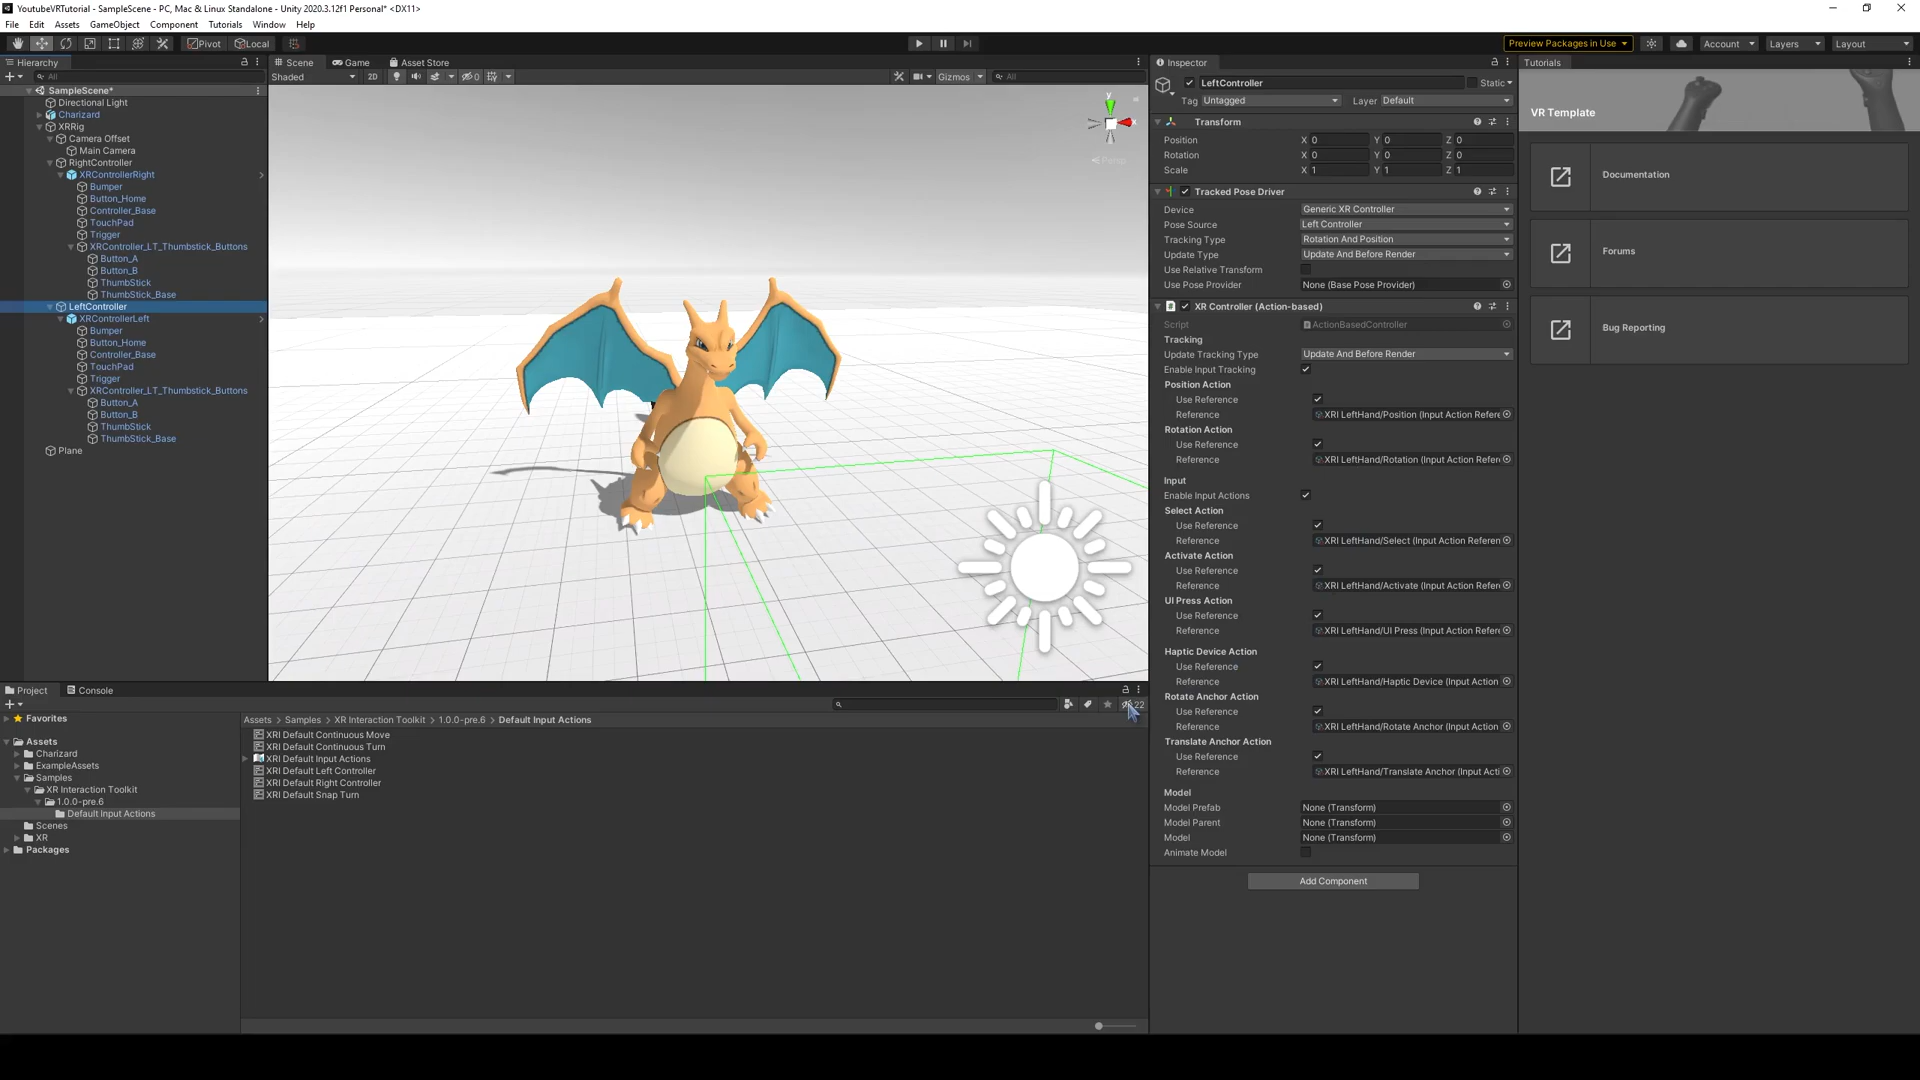 YoutubeVRTutorial - SampleScene - PC, Mac & Linux Standalone - Unity 2020.3.12f1 Personal* <DX11>
File Edit Assets GameObject Component Tutorials Window Help
Pivot Local Preview Packages in Use Account Layers Layout
Hierarchy
All
SampleScene*
Directional Light
Charizard
XRRig
Camera Offset
Main Camera
RightController
XRControllerRight
Bumper
Button_Home
Controller_Base
TouchPad
Trigger
XRController_LT_Thumbstick_Buttons
Button_A
Button_B
ThumbStick
ThumbStick_Base
LeftController
XRControllerLeft
Bumper
Button_Home
Controller_Base
TouchPad
Trigger
XRController_LT_Thumbstick_Buttons
Button_A
Button_B
ThumbStick
ThumbStick_Base
Plane
Scene Game Asset Store
Shaded 2D 0 Gizmos All
y
x
Persp
Inspector
LeftController Static
Tag Untagged Layer Default
Transform
Position X 0 Y 0 Z 0
Rotation X 0 Y 0 Z 0
Scale X 1 Y 1 Z 1
Tracked Pose Driver
Device Generic XR Controller
Pose Source Left Controller
Tracking Type Rotation And Position
Update Type Update And Before Render
Use Relative Transform
Use Pose Provider None (Base Pose Provider)
XR Controller (Action-based)
Script ActionBasedController
Tracking
Update Tracking Type Update And Before Render
Enable Input Tracking
Position Action
Use Reference
Reference XRI LeftHand/Position (Input Action Refere
Rotation Action
Use Reference
Reference XRI LeftHand/Rotation (Input Action Referen
Input
Enable Input Actions
Select Action
Use Reference
Reference XRI LeftHand/Select (Input Action Referen
Activate Action
Use Reference
Reference XRI LeftHand/Activate (Input Action Refere
UI Press Action
Use Reference
Reference XRI LeftHand/UI Press (Input Action Refere
Haptic Device Action
Use Reference
Reference XRI LeftHand/Haptic Device (Input Action
Rotate Anchor Action
Use Reference
Reference XRI LeftHand/Rotate Anchor (Input Action
Translate Anchor Action
Use Reference
Reference XRI LeftHand/Translate Anchor (Input Acti
Model
Model Prefab None (Transform)
Model Parent None (Transform)
Model None (Transform)
Animate Model
Add Component
Tutorials
VR Template
Documentation
Forums
Bug Reporting
Project Console
22
Favorites
Assets
Charizard
ExampleAssets
Samples
XR Interaction Toolkit
1.0.0-pre.6
Default Input Actions
Scenes
XR
Packages
Assets > Samples > XR Interaction Toolkit > 1.0.0-pre.6 > Default Input Actions
XRI Default Continuous Move
XRI Default Continuous Turn
XRI Default Input Actions
XRI Default Left Controller
XRI Default Right Controller
XRI Default Snap Turn